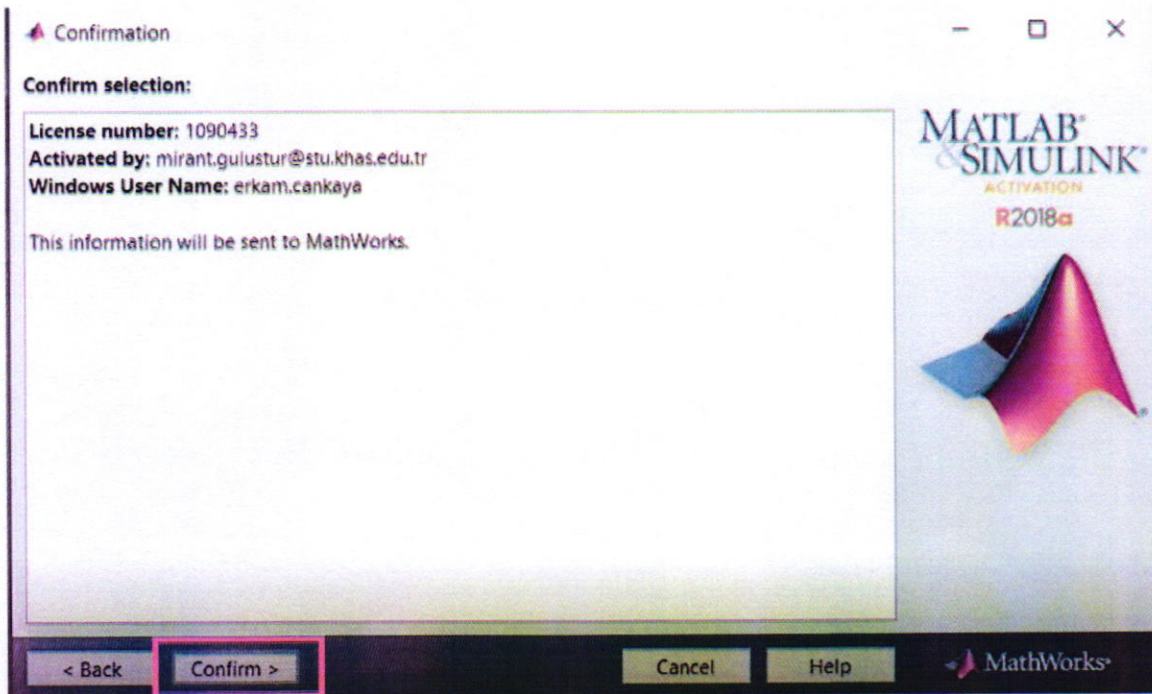 Confirmation
Confirm selection:
License number: 1090433
Activated by: mirant.gulustur@stu.khas.edu.tr
Windows User Name: erkam.cankaya
This information will be sent to MathWorks.
MATLAB®
&SIMULINK®
ACTIVATION
R2018a
®
< Back
Confirm >
Cancel
Help
MathWorks®